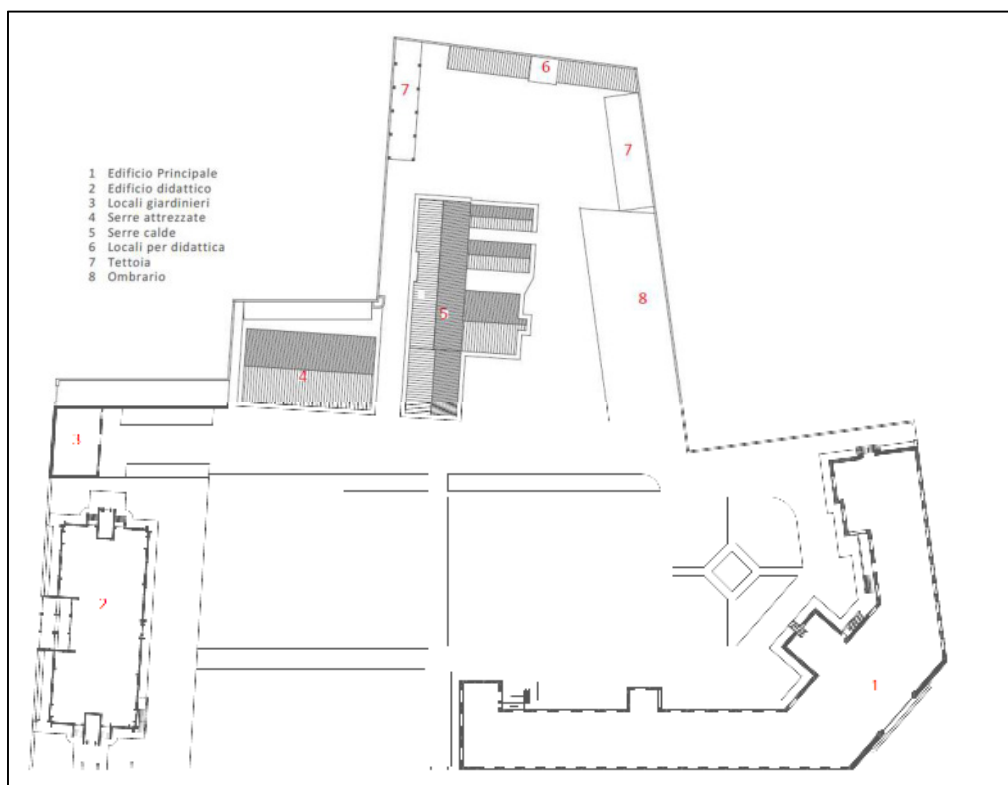 1 Edificio Principale
2 Edificio didattico
3 Locali giardinieri
4 Serre attrezzate
5 Serre calde
6 Locali per didattica
7 Tettoia
8 Ombrario
6
7
7
8
5
4
3
2
1